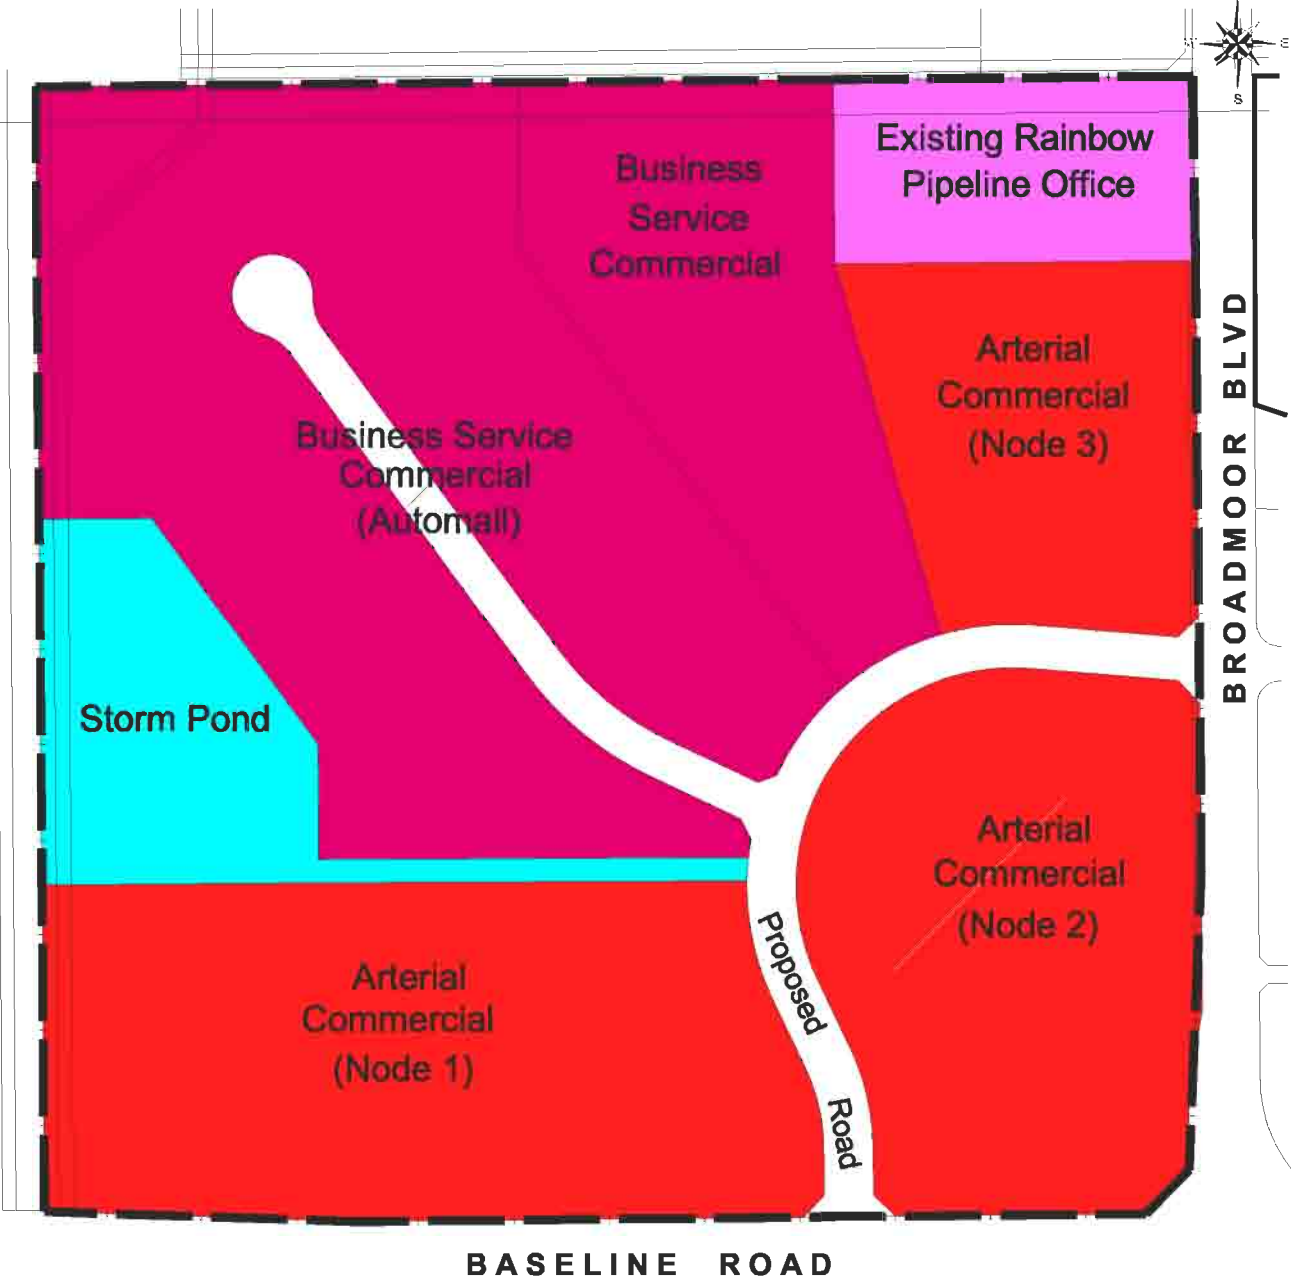 E
S
Existing Rainbow
Pipeline Office
Business
Service
Commercial
Arterial
Commercial
(Node 3)
BROADMOOR BLVD
Business Service
Commercial
(Automall)
Storm Pond
Arterial
Commercial
(Node 2)
Proposed
Road
Arterial
Commercial
(Node 1)
BASELINE ROAD